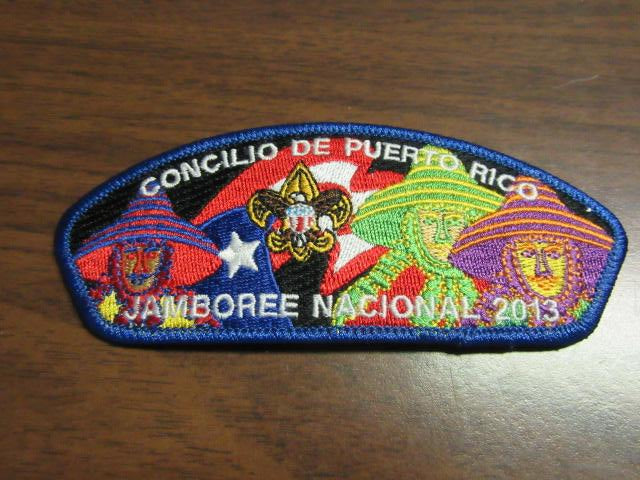 CONCILIO DE PUERTO RICO
JAMBOREE NACIONAL 2013